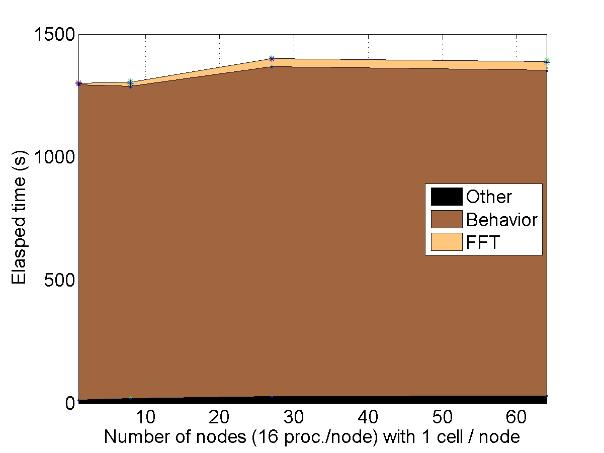 1500
1000
500
0
Elasped time (s)
Other
Behavior
FFT
10 20 30 40 50 60
Number of nodes (16 proc./node) with 1 cell / node